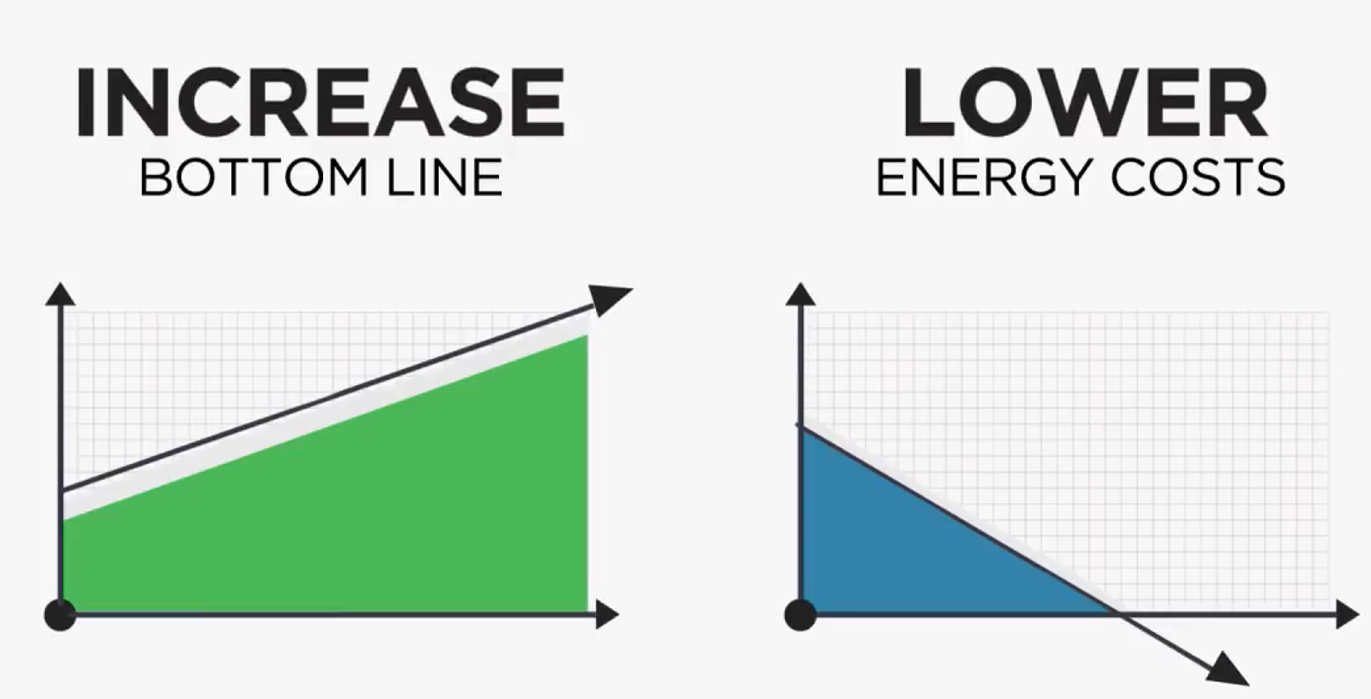 INCREASE
BOTTOM LINE
LOWER
ENERGY COSTS